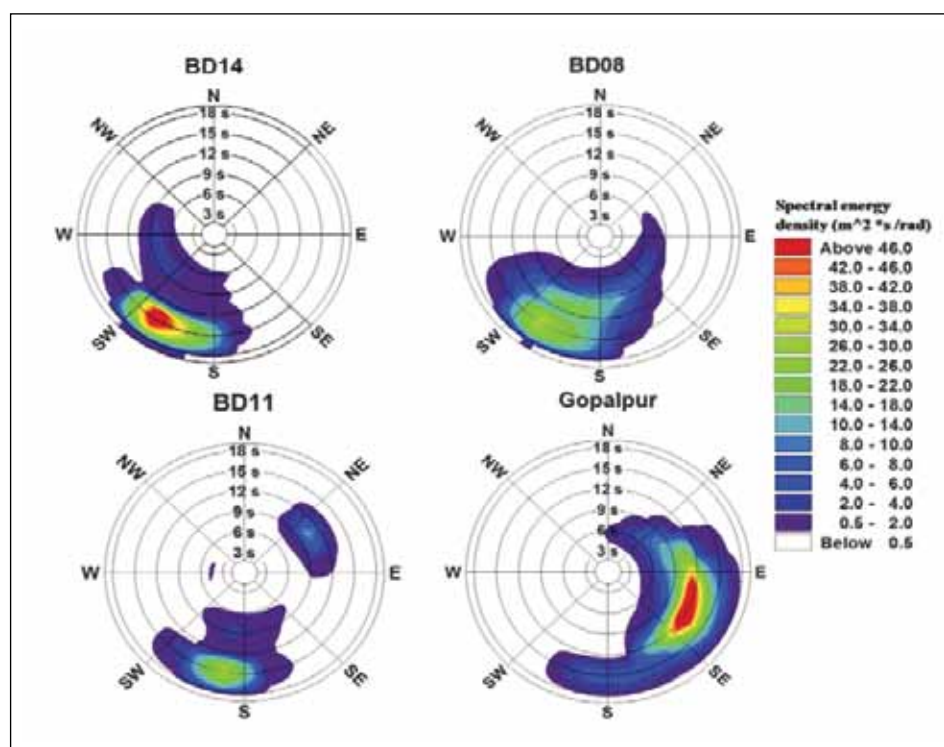 BD14
N
NW
NE
18 s
15 s
12 s
9 s
6 s
3 s
W
E
SW
SE
S
BD08
N
NW
NE
18 s
15 s
12 s
9 s
6 s
3 s
W
E
SW
SE
S
BD11
N
NW
NE
18 s
15 s
12 s
9 s
6 s
3 s
W
E
SW
SE
S
Gopalpur
N
NW
NE
18 s
15 s
12 s
9 s
6 s
3 s
W
E
SW
SE
S
Spectral energy
density (m^2 *s /rad)
Above 46.0
42.0 - 46.0
38.0 - 42.0
34.0 - 38.0
30.0 - 34.0
26.0 - 30.0
22.0 - 26.0
18.0 - 22.0
14.0 - 18.0
10.0 - 14.0
8.0 - 10.0
6.0 - 8.0
4.0 - 6.0
2.0 - 4.0
0.5 - 2.0
Below 0.5